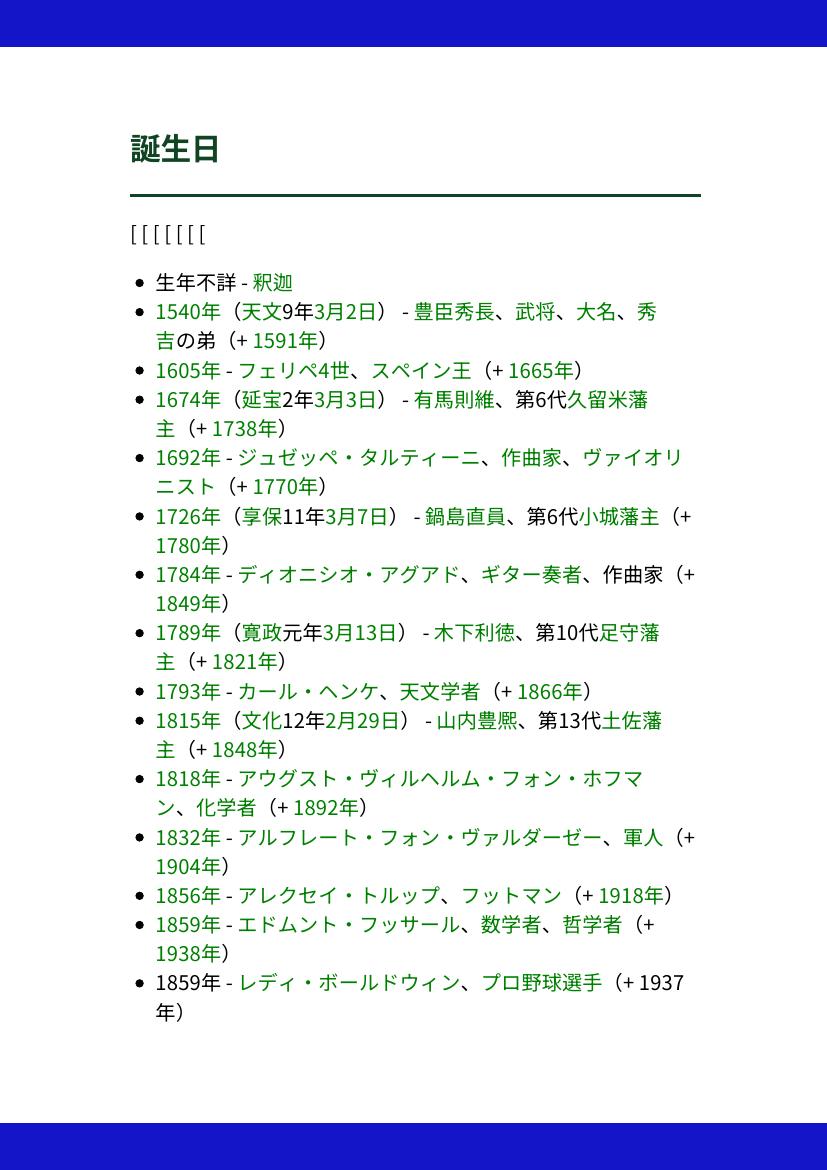 誕生日
[ [ [ [ [ [ [
生年不詳 - 釈迦
1540年（天文9年3月2日） - 豊臣秀長、武将、大名、秀
吉の弟（+ 1591年）
1605年 - フェリペ4世、スペイン王（+ 1665年）
1674年（延宝2年3月3日） - 有馬則維、第6代久留米藩
主（+ 1738年）
1692年 - ジュゼッペ・タルティーニ、作曲家、ヴァイオリ
ニスト（+ 1770年）
1726年（享保11年3月7日） - 鍋島直員、第6代小城藩主（+
1780年）
1784年 - ディオニシオ・アグアド、ギター奏者、作曲家（+
1849年）
1789年（寛政元年3月13日） - 木下利徳、第10代足守藩
主（+ 1821年）
1793年 - カール・ヘンケ、天文学者（+ 1866年）
1815年（文化12年2月29日） - 山内豊熈、第13代土佐藩
主（+ 1848年）
1818年 - アウグスト・ヴィルヘルム・フォン・ホフマ
ン、化学者（+ 1892年）
1832年 - アルフレート・フォン・ヴァルダーゼー、軍人（+
1904年）
1856年 - アレクセイ・トルップ、フットマン（+ 1918年）
1859年 - エドムント・フッサール、数学者、哲学者（+
1938年）
1859年 - レディ・ボールドウィン、プロ野球選手（+ 1937
年）